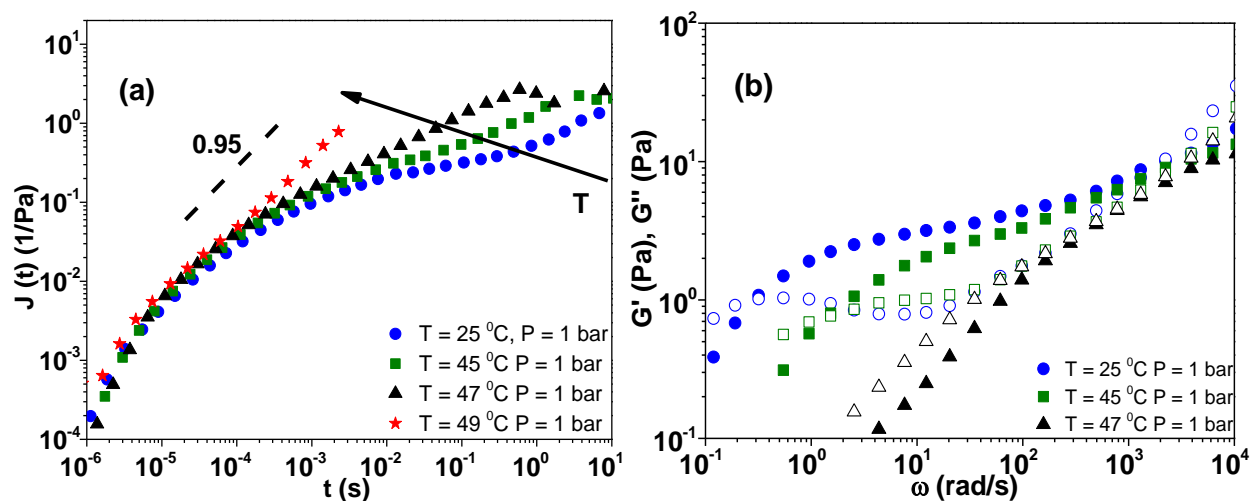 (a)
0.95
T
J (t) (1/Pa)
10^1
10^0
10^-1
10^-2
10^-3
10^-4
T = 25 ^0C, P = 1 bar
T = 45 ^0C P = 1 bar
T = 47 ^0C P = 1 bar
T = 49 ^0C P = 1 bar
10^-6 10^-5 10^-4 10^-3 10^-2 10^-1 10^0 10^1
t (s)
(b)
G' (Pa), G'' (Pa)
10^2
10^1
10^0
10^-1
T = 25 ^0C P = 1 bar
T = 45 ^0C P = 1 bar
T = 47 ^0C P = 1 bar
10^-1 10^0 10^1 10^2 10^3 10^4
ω (rad/s)